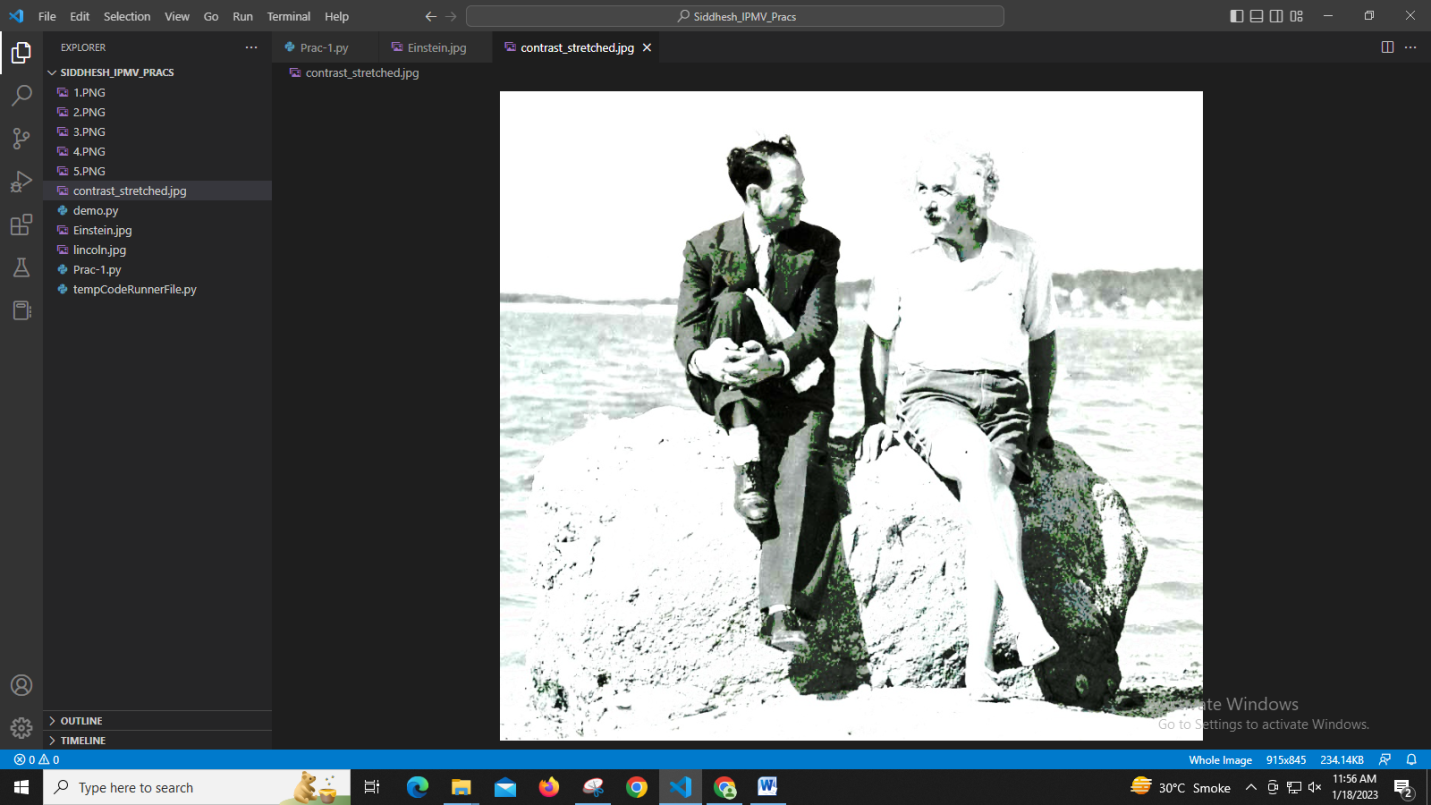 File Edit Selection View Go Run Terminal Help
Siddhesh_IPMV_Pracs
EXPLORER
Prac-1.py
Einstein.jpg
contrast_stretched.jpg
SIDDHESH_IPMV_PRACS
contrast_stretched.jpg
1.PNG
2.PNG
3.PNG
4.PNG
5.PNG
contrast_stretched.jpg
demo.py
Einstein.jpg
lincoln.jpg
Prac-1.py
tempCodeRunnerFile.py
OUTLINE
TIMELINE
Windows
Go to Settings to activate Windows.
0 0
Whole Image 915x845 234.14KB
Type here to search
30°C Smoke
11:56 AM
1/18/2023
2